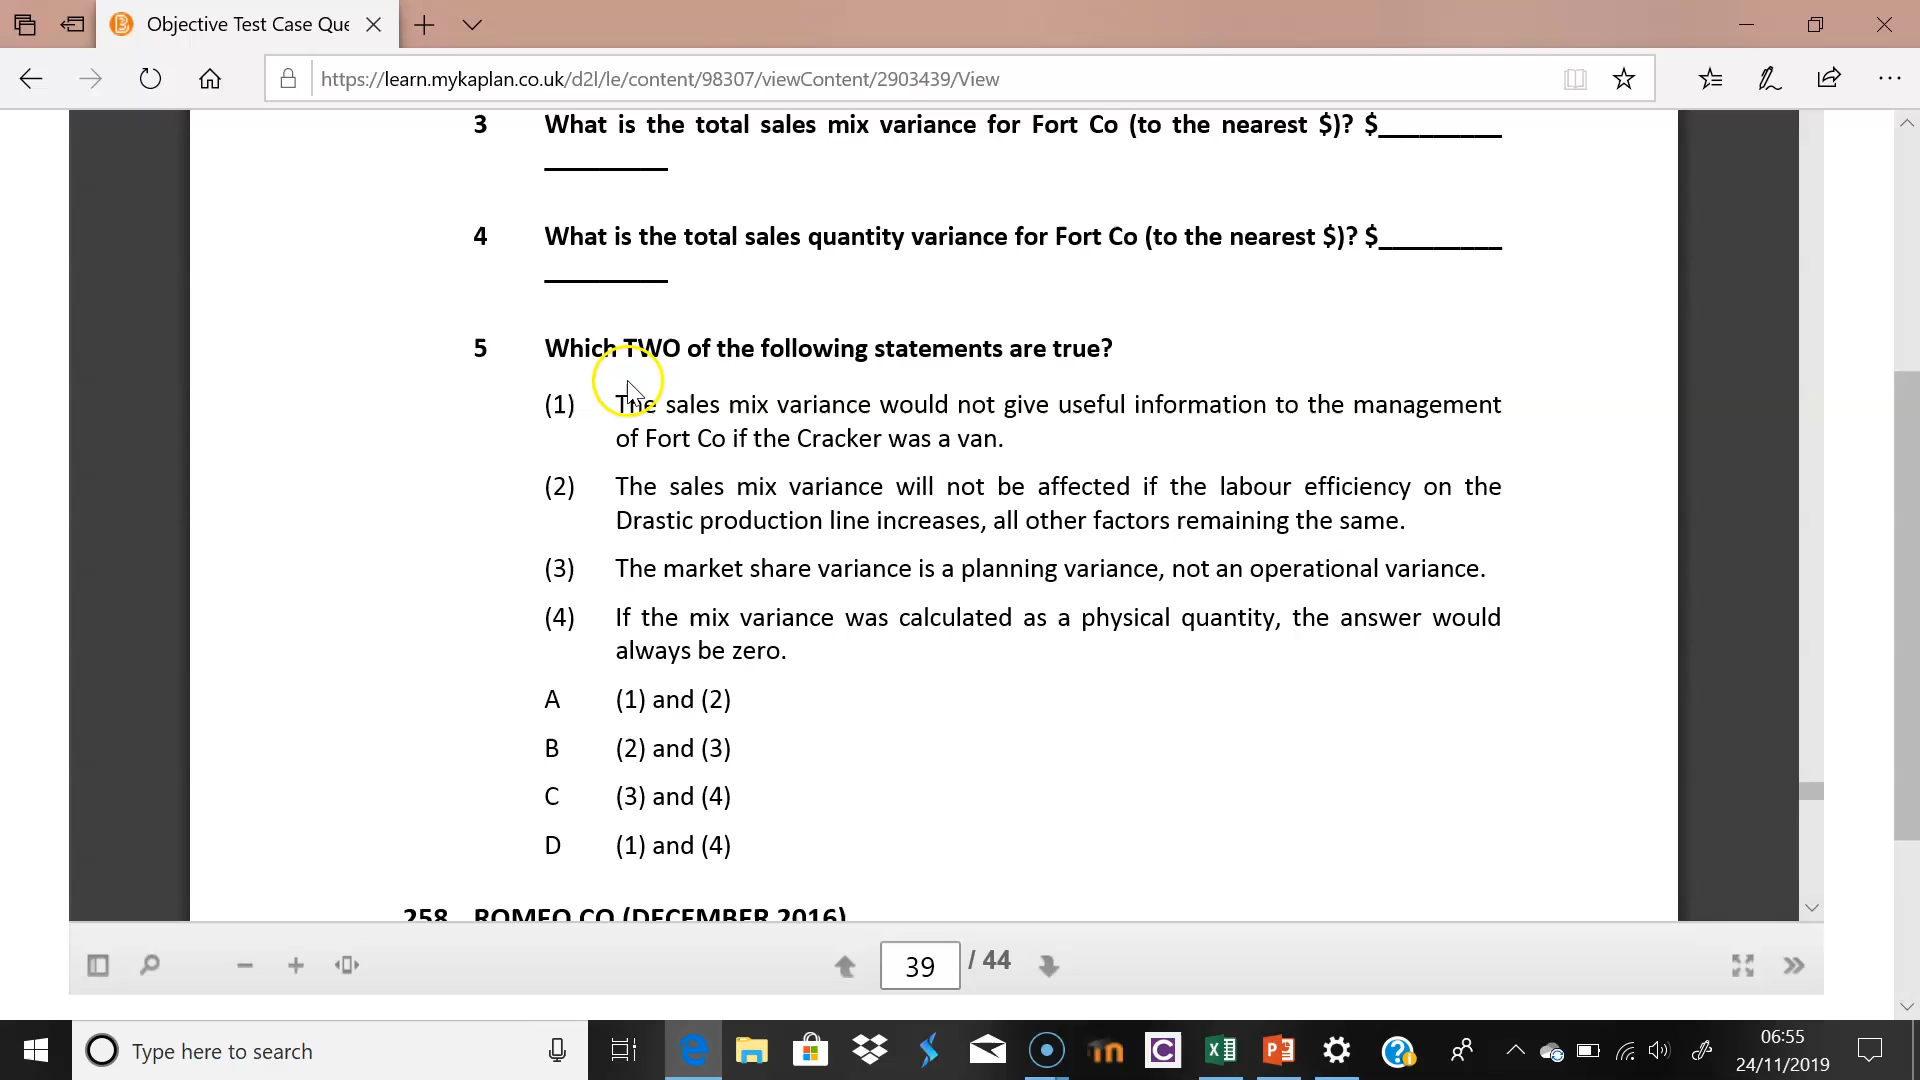 Objective Test Case Que
https://learn.mykaplan.co.uk/d2l/le/content/98307/viewContent/2903439/View
3 What is the total sales mix variance for Fort Co (to the nearest $)? $_________
_________
4 What is the total sales quantity variance for Fort Co (to the nearest $)? $_________
_________
5 Which TWO of the following statements are true?
(1) The sales mix variance would not give useful information to the management
of Fort Co if the Cracker was a van.
(2) The sales mix variance will not be affected if the labour efficiency on the
Drastic production line increases, all other factors remaining the same.
(3) The market share variance is a planning variance, not an operational variance.
(4) If the mix variance was calculated as a physical quantity, the answer would
always be zero.
A (1) and (2)
B (2) and (3)
C (3) and (4)
D (1) and (4)
258 ROMEO CO (DECEMBER 2016)
39 / 44
Type here to search
06:55
24/11/2019